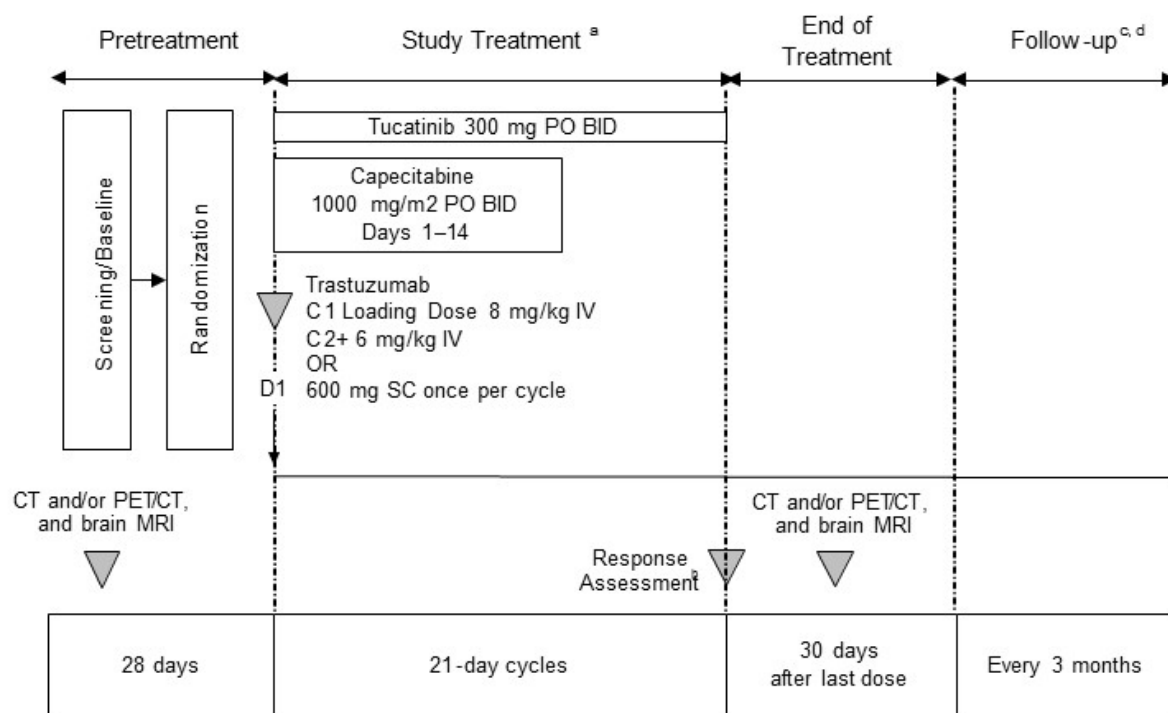 Pretreatment
Study Treatment a
End of
Treatment
Follow-up c, d
Screening/Baseline
Randomization
Tucatinib 300 mg PO BID
Capecitabine
1000 mg/m2 PO BID
Days 1–14
Trastuzumab
C1 Loading Dose 8 mg/kg IV
C2+ 6 mg/kg IV
OR
600 mg SC once per cycle
D1
CT and/or PET/CT,
and brain MRI
Response
Assessment b
CT and/or PET/CT,
and brain MRI
28 days
21-day cycles
30 days
after last dose
Every 3 months